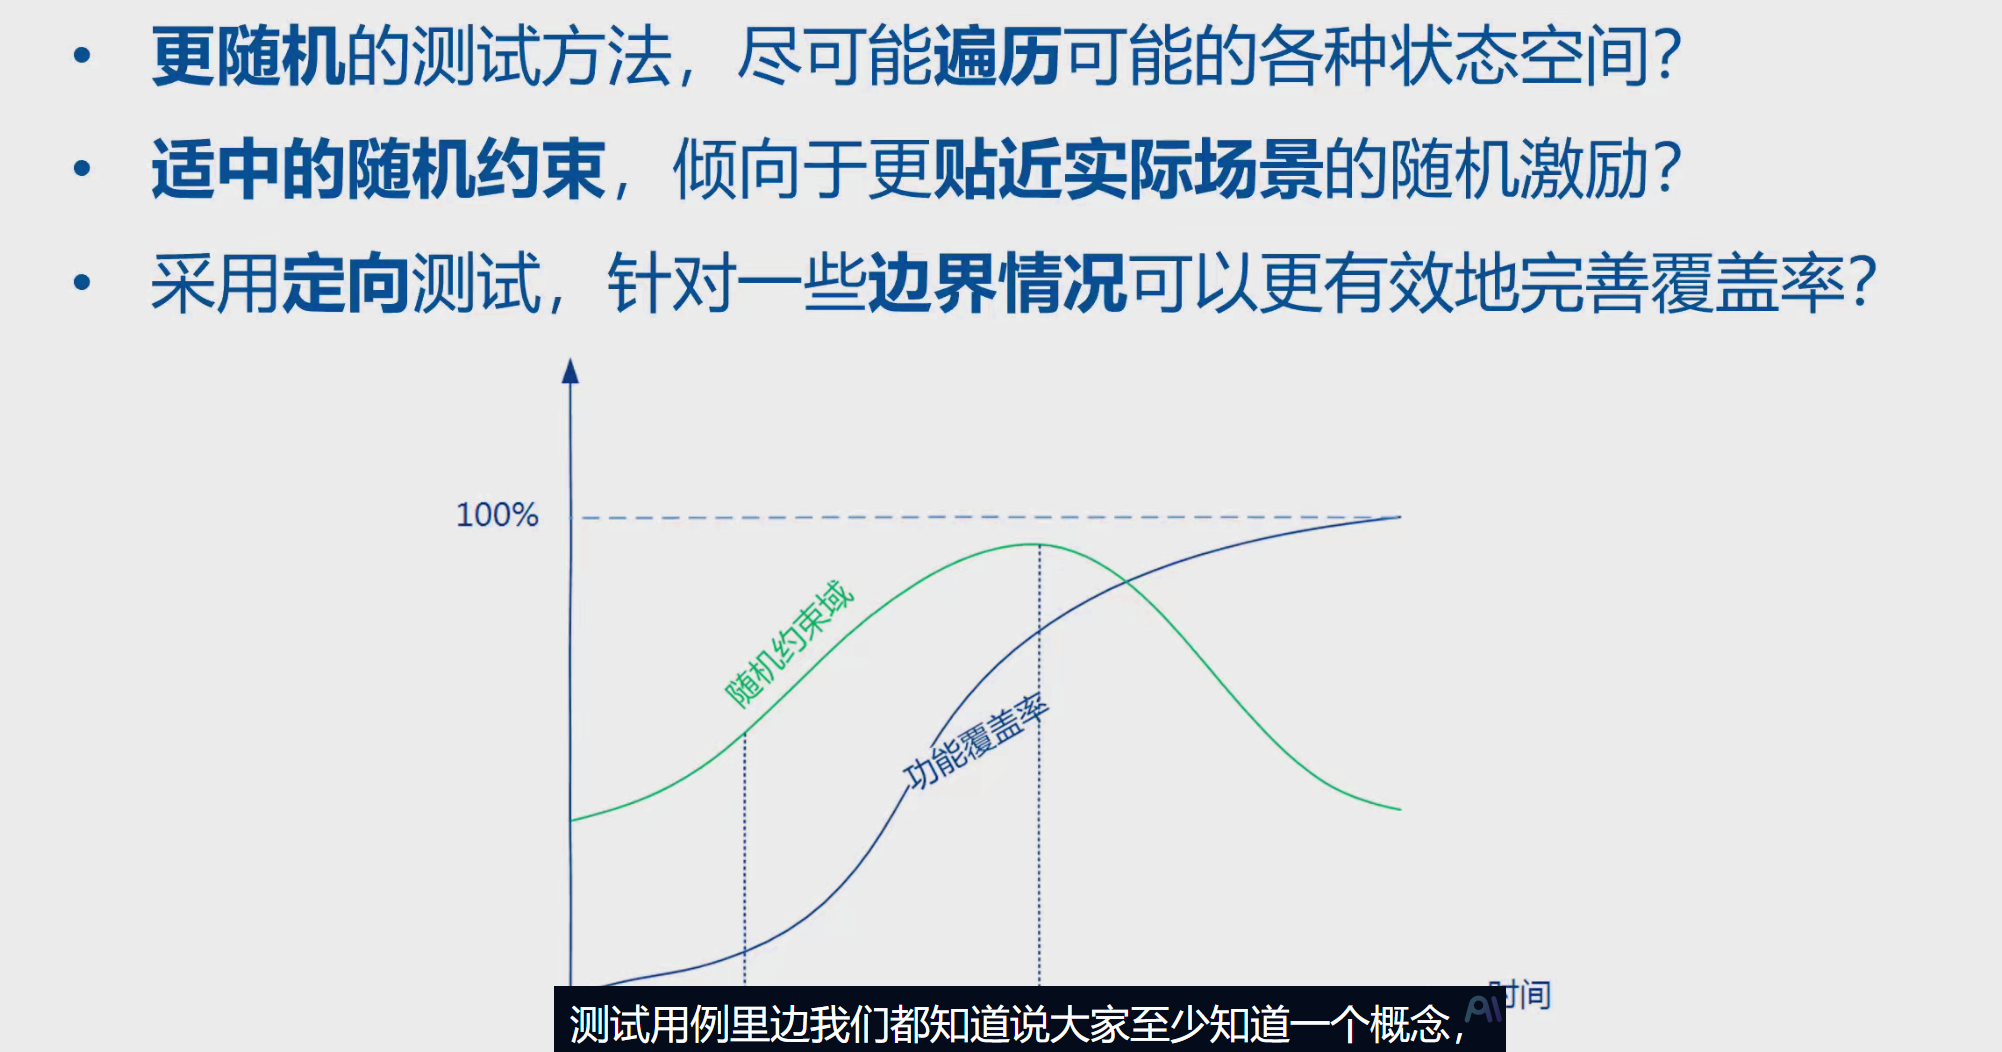 • 更随机的测试方法，尽可能遍历可能的各种状态空间？
• 适中的随机约束，倾向于更贴近实际场景的随机激励？
• 采用定向测试，针对一些边界情况可以更有效地完善覆盖率？
100%
随机约束域
功能覆盖率
时间
测试用例里边我们都知道说大家至少知道一个概念，
AI